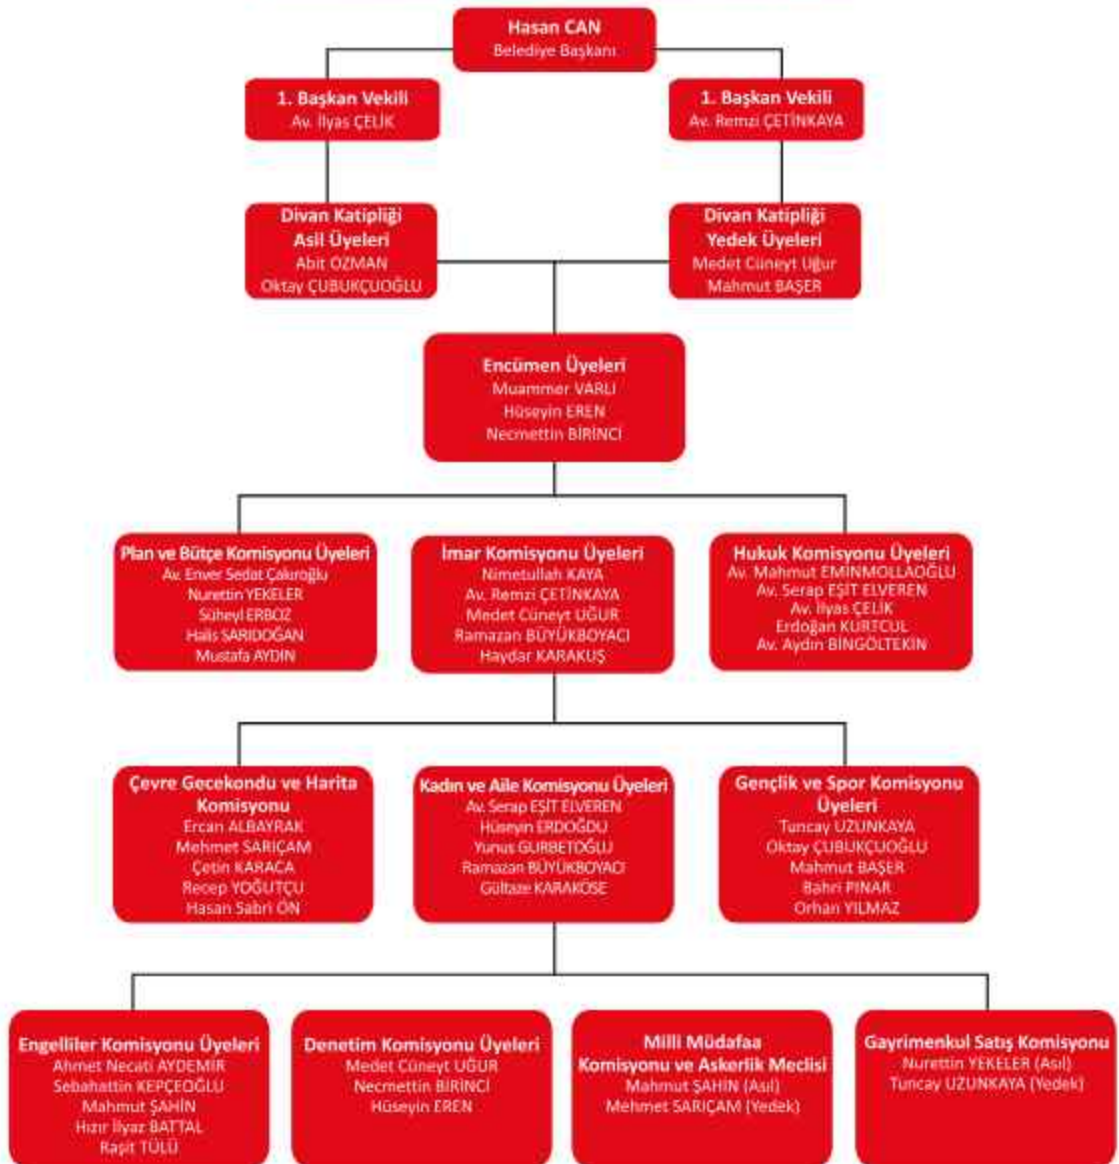 Hasan CAN
Belediye Başkanı
1. Başkan Vekili
Av. İlyas ÇELİK
1. Başkan Vekili
Av. Remzi ÇETİNKAYA
Divan Katipliği
Asil Üyeleri
Abit OZMAN
Oktay ÇUBUKÇUOĞLU
Divan Katipliği
Yedek Üyeleri
Medet Cüneyt Uğur
Mahmut BAŞER
Encümen Üyeleri
Muammer VARLI
Hüseyin EREN
Necmettin BİRİNCİ
Plan ve Bütçe Komisyonu Üyeleri
Av. Enver Sedat Çakıroğlu
Nurettin YEKELER
Süheyl ERBOZ
Halis SARIDOĞAN
Mustafa AYDIN
İmar Komisyonu Üyeleri
Nimetullah KAYA
Av. Remzi ÇETİNKAYA
Medet Cüneyt UĞUR
Ramazan BÜYÜKBOYACI
Haydar KARAKUŞ
Hukuk Komisyonu Üyeleri
Av. Mahmut EMİNMOLLAOĞLU
Av. Serap EŞİT ELVEREN
Av. İlyas ÇELİK
Erdoğan KURTCUL
Av. Aydın BİNGÖLTEKİN
Çevre Gecekondu ve Harita
Komisyonu
Ercan ALBAYRAK
Mehmet SARIÇAM
Çetin KARACA
Recep YOĞUTÇU
Hasan Sabri ÖN
Kadın ve Aile Komisyonu Üyeleri
Av. Serap EŞİT ELVEREN
Hüseyin ERDOĞDU
Yunus GURBETOĞLU
Ramazan BÜYÜKBOYACI
Gültaze KARAKÖSE
Gençlik ve Spor Komisyonu
Üyeleri
Tuncay UZUNKAYA
Oktay ÇUBUKÇUOĞLU
Mahmut BAŞER
Bahri PINAR
Orhan YILMAZ
Engelliler Komisyonu Üyeleri
Ahmet Necati AYDEMİR
Sebahattin KEPÇEOĞLU
Mahmut ŞAHİN
Hızır İlyaz BATTAL
Raşit TÜLÜ
Denetim Komisyonu Üyeleri
Medet Cüneyt UĞUR
Necmettin BİRİNCİ
Hüseyin EREN
Milli Müdafaa
Komisyonu ve Askerlik Meclisi
Mahmut ŞAHİN (Asıl)
Mehmet SARIÇAM (Yedek)
Gayrimenkul Satış Komisyonu
Nurettin YEKELER (Asıl)
Tuncay UZUNKAYA (Yedek)